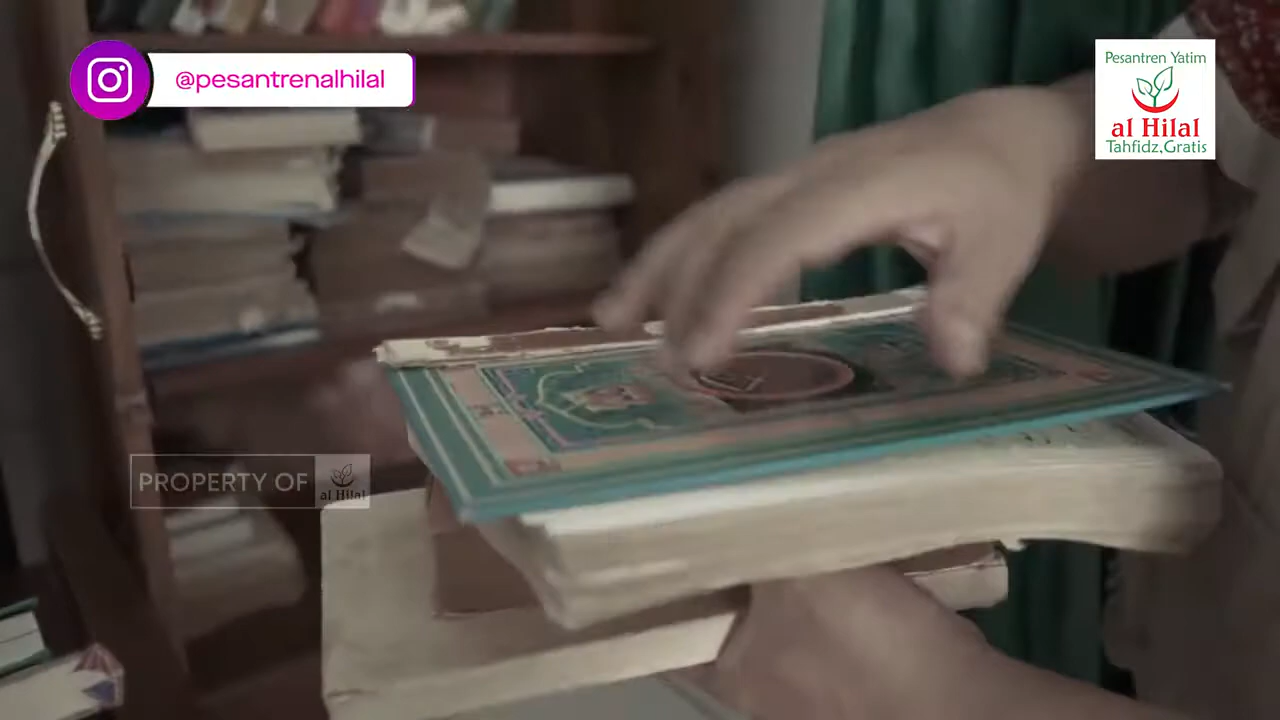 @pesantrenalhilal
Pesantren Yatim
al Hilal
Tahfidz,Gratis
PROPERTY OF
al Hilal